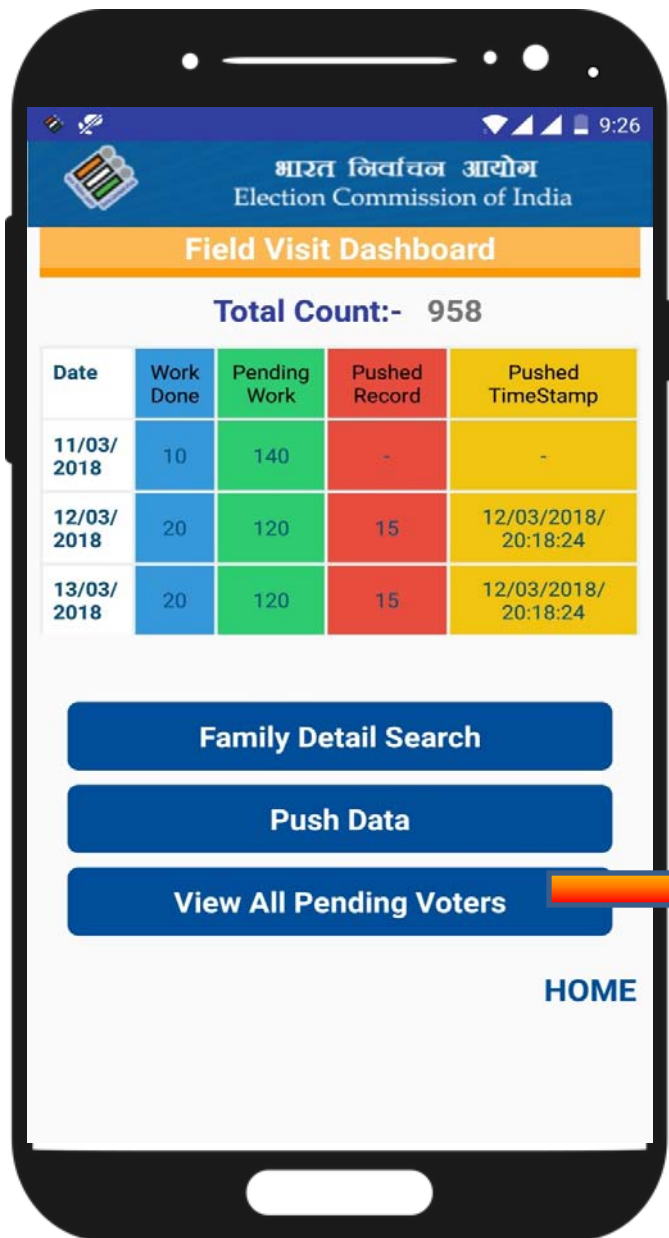 9:26
भारत निर्वाचन आयोग
Election Commission of India
Field Visit Dashboard
Total Count:- 958
Date Work Done Pending Work Pushed Record Pushed TimeStamp
11/03/2018 10 140 - -
12/03/2018 20 120 15 12/03/2018/ 20:18:24
13/03/2018 20 120 15 12/03/2018/ 20:18:24
Family Detail Search
Push Data
View All Pending Voters
HOME